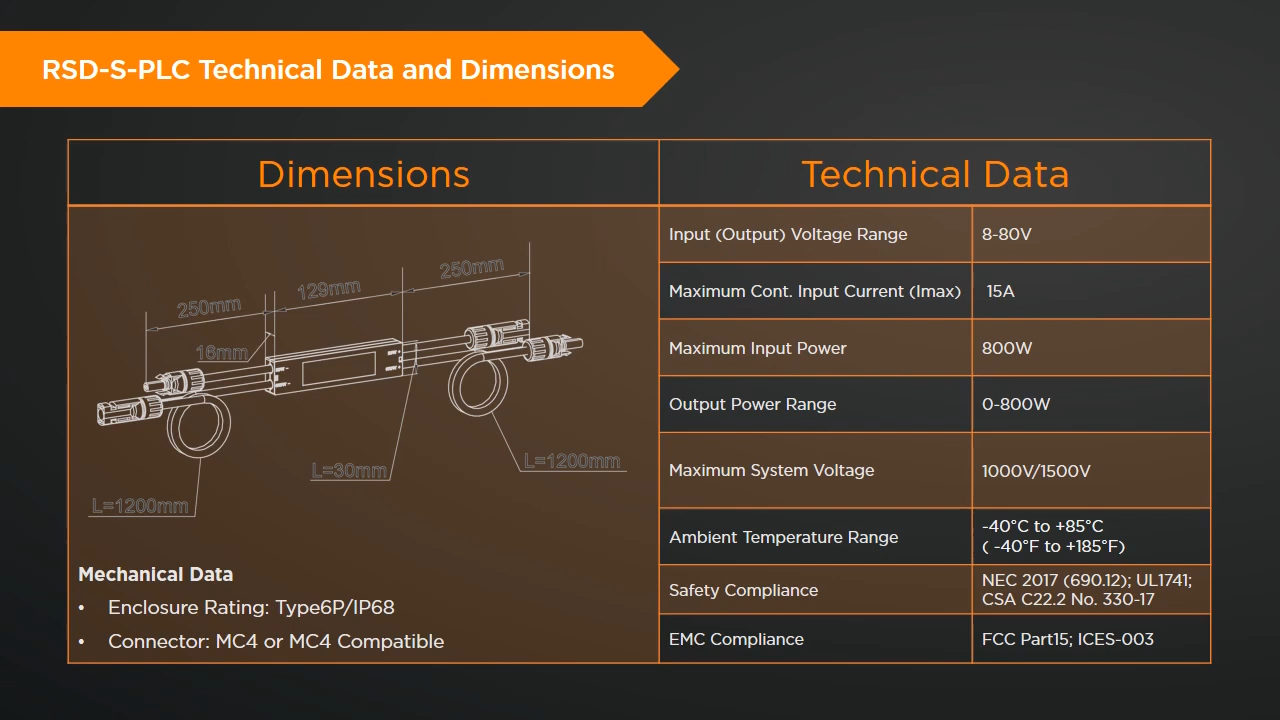 RSD-S-PLC Technical Data and Dimensions
Dimensions
250mm
129mm
250mm
16mm
L=30mm
L=1200mm
L=1200mm
Mechanical Data
• Enclosure Rating: Type6P/IP68
• Connector: MC4 or MC4 Compatible
Technical Data
Input (Output) Voltage Range 8-80V
Maximum Cont. Input Current (Imax) 15A
Maximum Input Power 800W
Output Power Range 0-800W
Maximum System Voltage 1000V/1500V
Ambient Temperature Range -40°C to +85°C
( -40°F to +185°F)
Safety Compliance NEC 2017 (690.12); UL1741;
CSA C22.2 No. 330-17
EMC Compliance FCC Part15; ICES-003